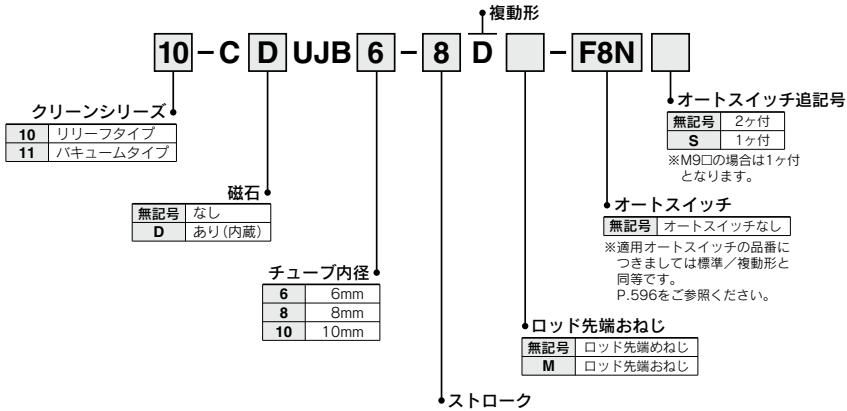 複動形
10-CDUJB6-8D-F8N
クリーンシリーズ
10 リリーフタイプ
11 バキュームタイプ
磁石
無記号 なし
D あり(内蔵)
チューブ内径
6 6mm
8 8mm
10 10mm
ストローク
ロッド先端おねじ
無記号 ロッド先端めねじ
M ロッド先端おねじ
オートスイッチ
無記号 オートスイッチなし
※適用オートスイッチの品番に
つきましては標準／複動形と
同等です。
P.596をご参照ください。
オートスイッチ追記号
無記号 2ヶ付
S 1ヶ付
※M9□の場合は1ヶ付
となります。